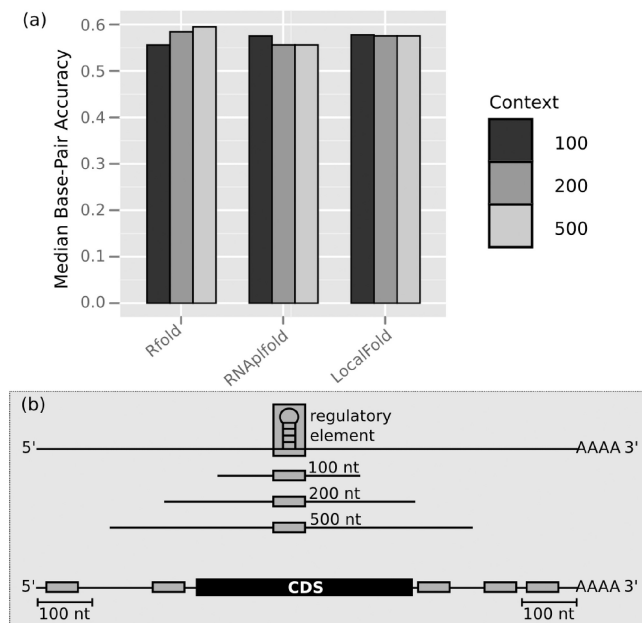 (a)
Median Base-Pair Accuracy
0.6
0.5
0.4
0.3
0.2
0.1
0.0
Rfold
RNAplfold
LocalFold
Context
100
200
500
(b)
regulatory
element
5' AAAA 3'
100 nt
200 nt
500 nt
5' CDS AAAA 3'
100 nt 100 nt